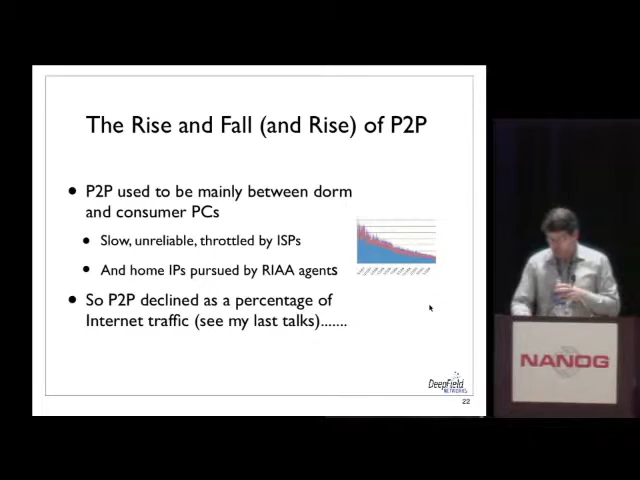 The Rise and Fall (and Rise) of P2P
• P2P used to be mainly between dorm
and consumer PCs
• Slow, unreliable, throttled by ISPs
• And home IPs pursued by RIAA agents
• So P2P declined as a percentage of
Internet traffic (see my last talks).......
DeepField
NETWORKS
22
NANOG